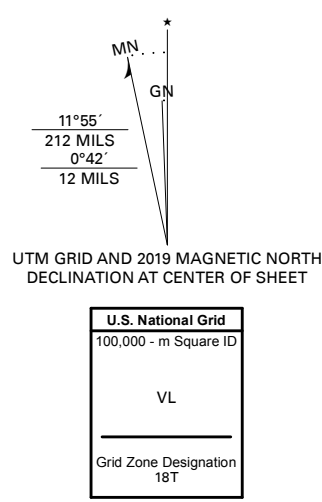 MN
GN
11°55´
212 MILS
0°42´
12 MILS
UTM GRID AND 2019 MAGNETIC NORTH
DECLINATION AT CENTER OF SHEET
U.S. National Grid
100,000 - m Square ID
VL
Grid Zone Designation
18T